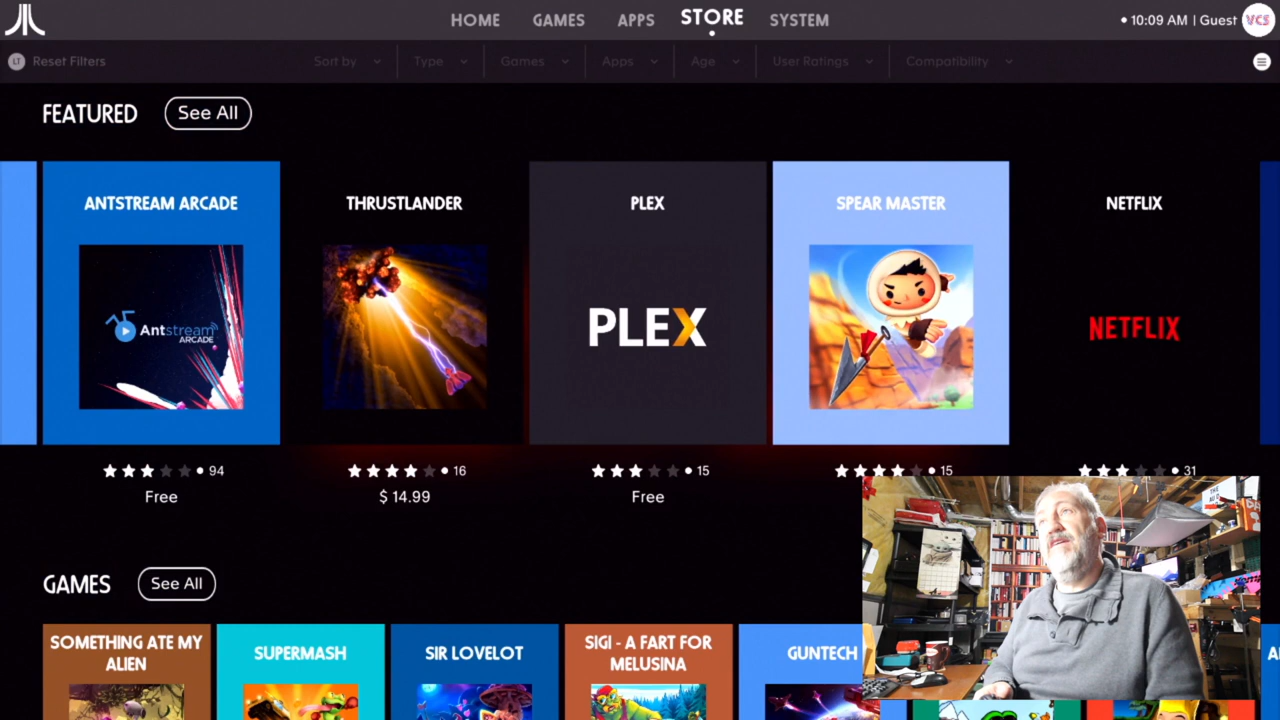 HOME GAMES APPS STORE SYSTEM
10:09 AM | Guest VCS
LT Reset Filters Sort by Type Games Apps Age User Ratings Compatibility
FEATURED See All
ANTSTREAM ARCADE
THRUSTLANDER
PLEX
SPEAR MASTER
NETFLIX
Antstream
ARCADE
PLEX
NETFLIX
94
16
15
15
31
Free
$ 14.99
Free
GAMES See All
SOMETHING ATE MY
ALIEN
SUPERMASH
SIR LOVELOT
SIGI - A FART FOR
MELUSINA
GUNTECH